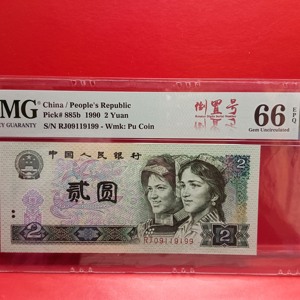 MG
Y GUARANTY
China / People's Republic
Pick# 885b 1990 2 Yuan
S/N RJ09119199 - Wmk: Pu Coin
倒置号
66
EPQ
Gem Uncirculated
中国人民银行
贰圆
2
RJ09119199
2